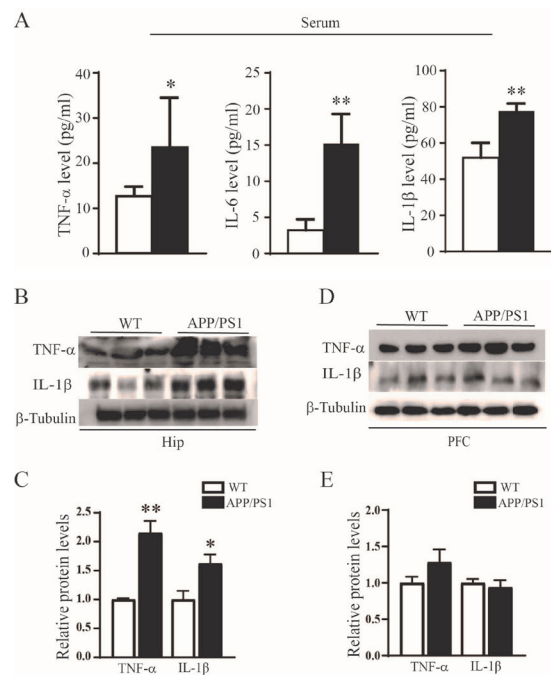 A
Serum
TNF-α level (pg/ml)
40
30
20
10
0
*
IL-6 level (pg/ml)
25
20
15
10
5
0
**
IL-1β level (pg/ml)
80
60
40
20
0
**
B
WT APP/PS1
TNF-α
IL-1β
β-Tubulin
Hip
D
WT APP/PS1
TNF-α
IL-1β
β-Tubulin
PFC
C
WT
APP/PS1
Relative protein levels
2.5
2.0
1.5
1.0
0.5
0.0
**
*
TNF-α IL-1β
E
WT
APP/PS1
Relative protein levels
2.0
1.5
1.0
0.5
0.0
TNF-α IL-1β